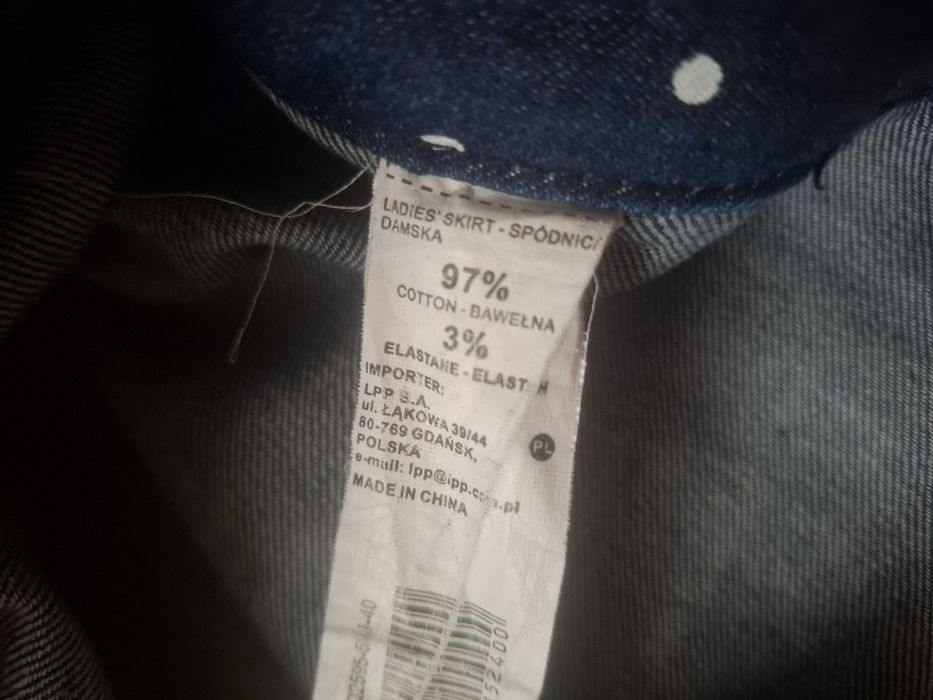 LADIES' SKIRT - SPÓDNICA
DAMSKA
97%
COTTON - BAWEŁNA
3%
ELASTANE - ELASTAN
IMPORTER:
LPP S.A.
ul. ŁĄKOWA 39/44
80-769 GDAŃSK,
POLSKA
e-mail: lpp@lpp.com.pl
MADE IN CHINA
PL